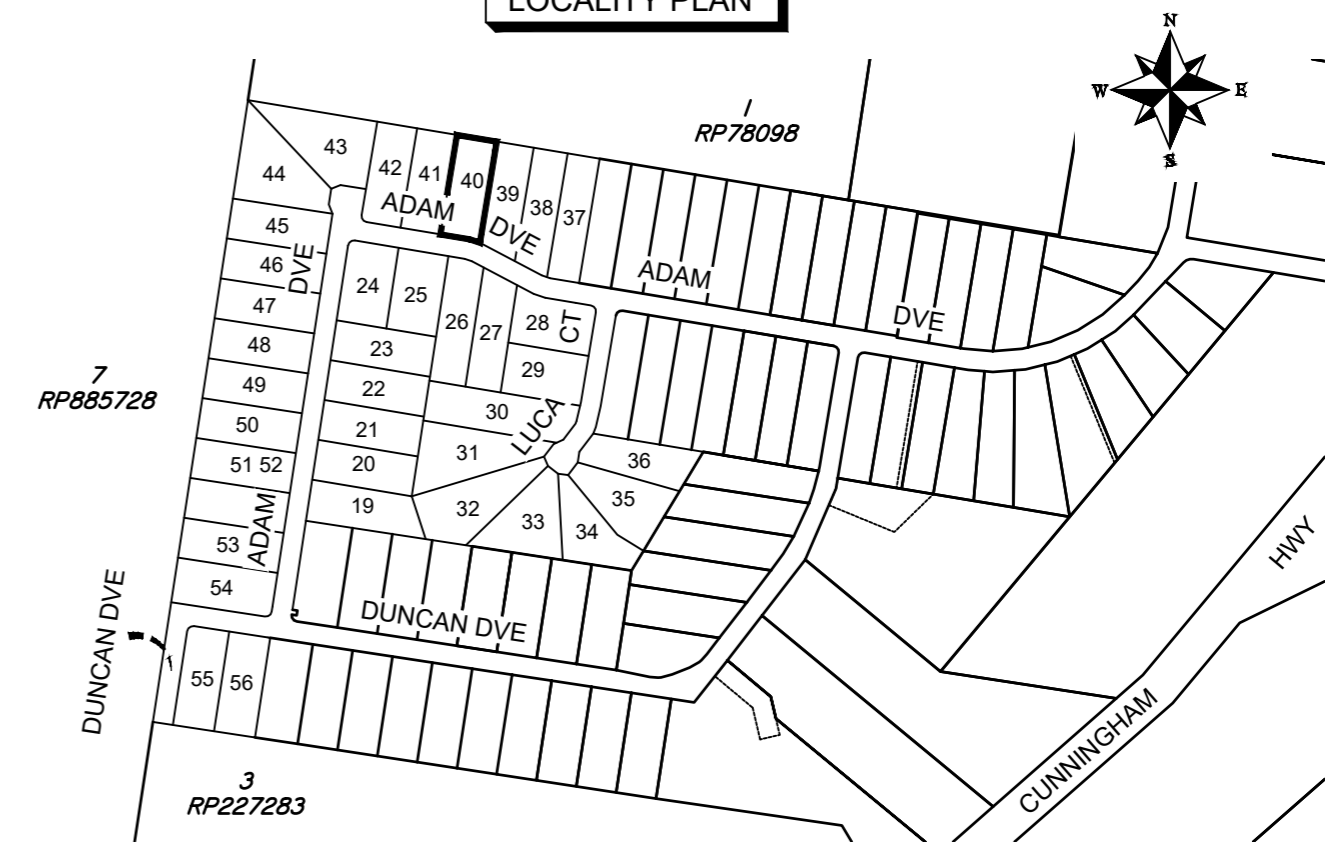 LOCALITY PLAN
N
W
E
S
1
RP78098
43
42
41
40
39
38
37
44
ADAM
DVE
45
46
DVE
47
48
49
50
51 52
53
54
ADAM
ADAM
DVE
24
25
26
27
28
CT
29
23
22
21
20
19
30
LUCA
31
32
33
34
35
36
7
RP885728
DUNCAN DVE
DUNCAN DVE
55
56
3
RP227283
CUNNINGHAM
HWY